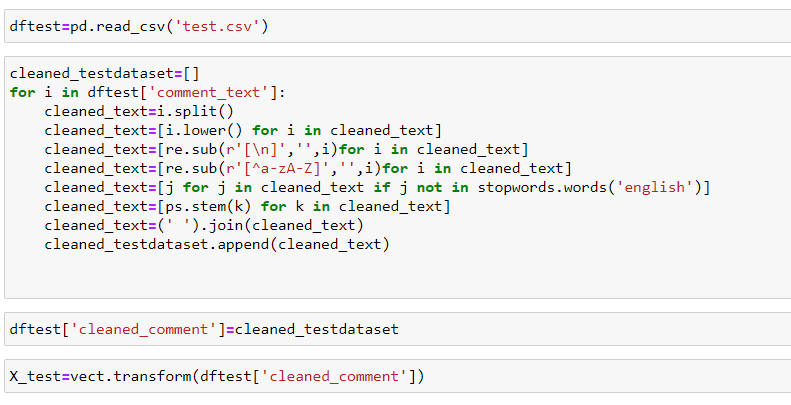 dftest=pd.read_csv('test.csv')
cleaned_testdataset=[]
for i in dftest['comment_text']:
    cleaned_text=i.split()
    cleaned_text=[i.lower() for i in cleaned_text]
    cleaned_text=[re.sub(r'[\n]','',i)for i in cleaned_text]
    cleaned_text=[re.sub(r'[^a-zA-Z]','',i)for i in cleaned_text]
    cleaned_text=[j for j in cleaned_text if j not in stopwords.words('english')]
    cleaned_text=[ps.stem(k) for k in cleaned_text]
    cleaned_text=(' ').join(cleaned_text)
    cleaned_testdataset.append(cleaned_text)
dftest['cleaned_comment']=cleaned_testdataset
X_test=vect.transform(dftest['cleaned_comment'])